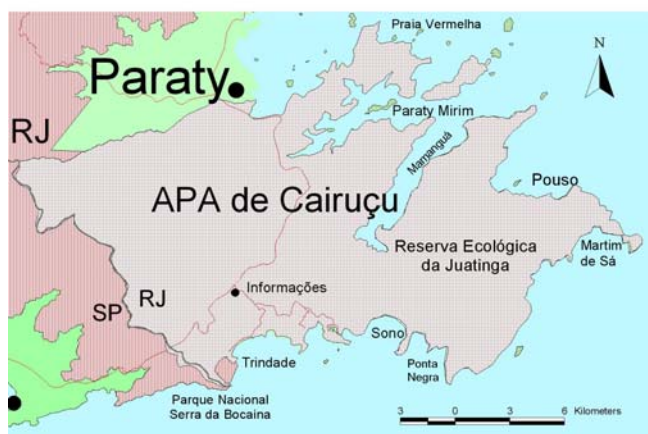 Praia Vermelha
N
Paraty
Paraty Mirim
RJ
Mamanguá
Pouso
APA de Cairuçu
Reserva Ecológica
da Juatinga
Martim
de Sá
Informações
RJ
SP
Sono
Trindade
Ponta
Negra
Parque Nacional
Serra da Bocaina
3 0 3 6 Kilometers